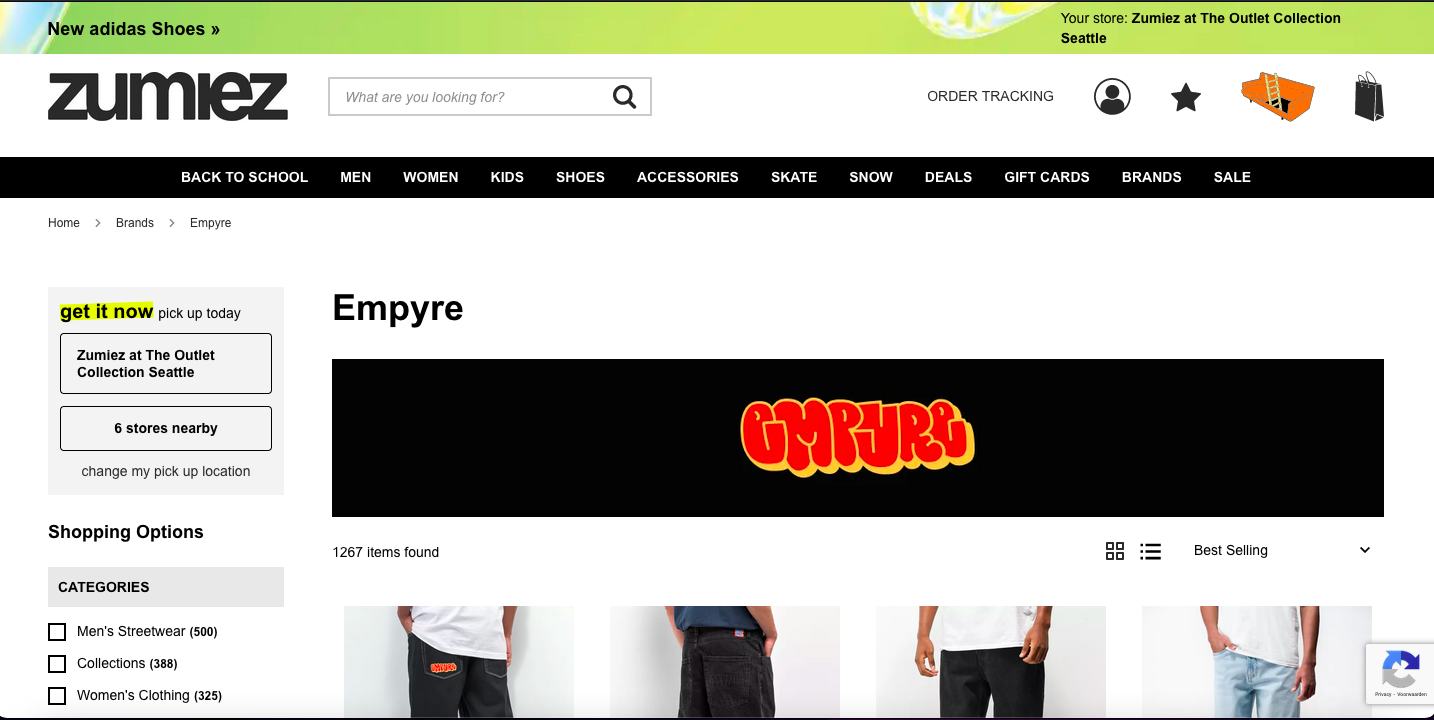 New adidas Shoes »
Your store: Zumiez at The Outlet Collection
Seattle
zumiez
What are you looking for?
ORDER TRACKING
BACK TO SCHOOL MEN WOMEN KIDS SHOES ACCESSORIES SKATE SNOW DEALS GIFT CARDS BRANDS SALE
Home > Brands > Empyre
get it now pick up today
Zumiez at The Outlet
Collection Seattle
6 stores nearby
change my pick up location
Shopping Options
CATEGORIES
Men's Streetwear (500)
Collections (388)
Women's Clothing (325)
Empyre
EMPYRE
1267 items found
Best Selling
EMPYRE
Privacy - Voorwaarden